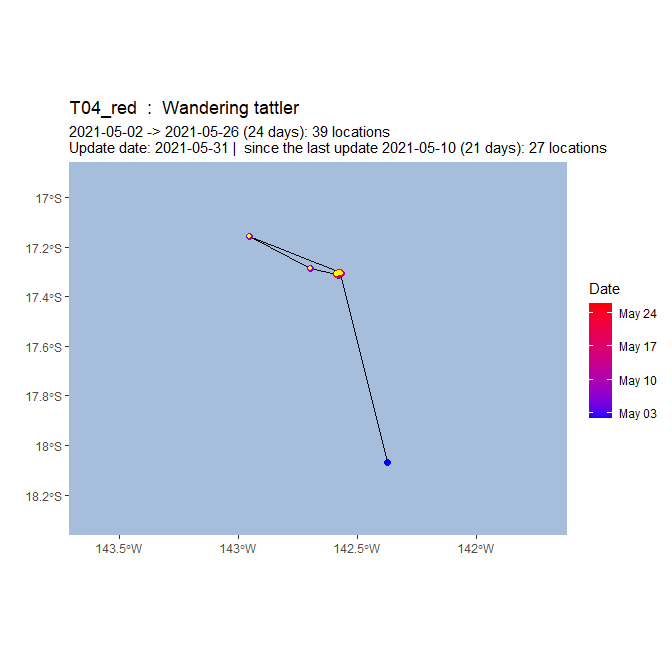 T04_red  :  Wandering tattler
2021-05-02 -> 2021-05-26 (24 days): 39 locations
Update date: 2021-05-31 |  since the last update 2021-05-10 (21 days): 27 locations
17°S
17.2°S
17.4°S
17.6°S
17.8°S
18°S
18.2°S
143.5°W
143°W
142.5°W
142°W
Date
May 24
May 17
May 10
May 03